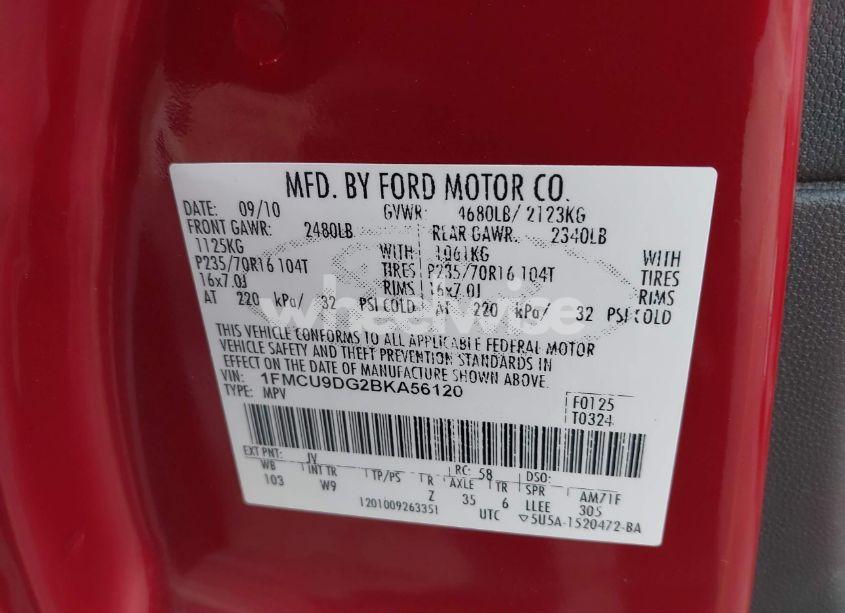 MFD. BY FORD MOTOR CO.
DATE: 09/10 GVWR: 4680LB/ 2123KG
FRONT GAWR: 2480LB REAR GAWR: 2340LB
1125KG WITH 1061KG WITH
P235/70R16 104T TIRES P235/70R16 104T TIRES
16x7.0J RIMS 16x7.0J RIMS
AT 220 kPa/ 32 PSI COLD AT 220 kPa/ 32 PSI COLD
wheelwise
THIS VEHICLE CONFORMS TO ALL APPLICABLE FEDERAL MOTOR
VEHICLE SAFETY AND THEFT PREVENTION STANDARDS IN
EFFECT ON THE DATE OF MANUFACTURE SHOWN ABOVE.
VIN: 1FMCU9DG2BKA56120
TYPE: MPV
F0125
T0324
EXT PNT: JV RC: 58 DSO:
WB INT TR TP/PS R AXLE TR SPR AM71F
103 W9 Z 35 6 LLEE 305
1201009263351 UTC ▽5U5A-1520472-BA